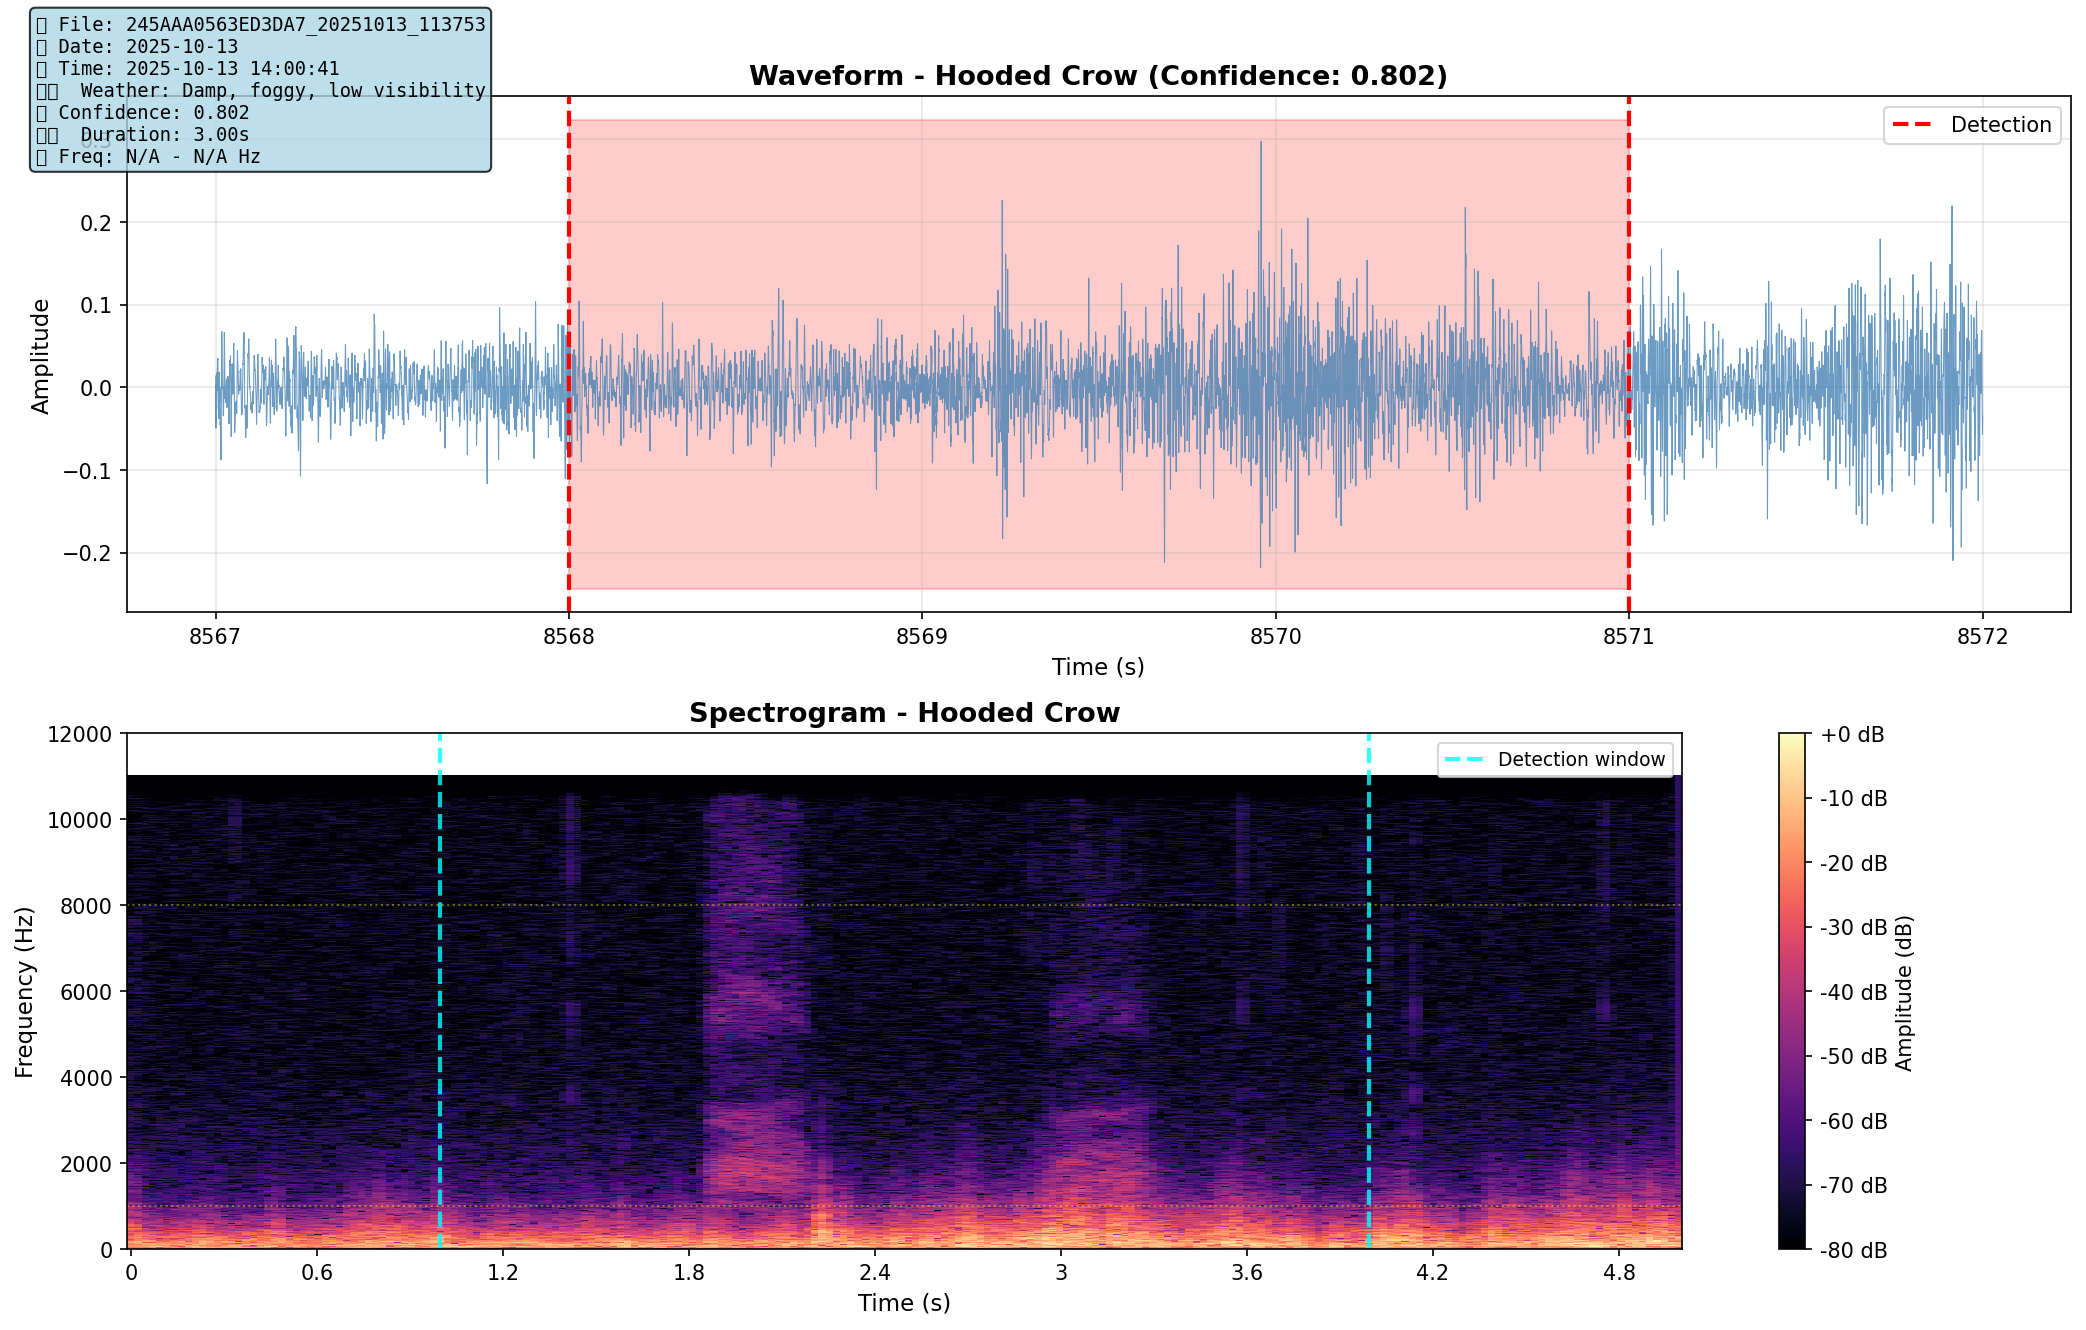 File: 245AAA0563ED3DA7_20251013_113753
Date: 2025-10-13
Time: 2025-10-13 14:00:41
Weather: Damp, foggy, low visibility
Confidence: 0.802
Duration: 3.00s
Freq: N/A - N/A Hz
Waveform - Hooded Crow (Confidence: 0.802)
Detection
Amplitude
0.3
0.2
0.1
0.0
−0.1
−0.2
8567 8568 8569 8570 8571 8572
Time (s)
Spectrogram - Hooded Crow
Detection window
Frequency (Hz)
12000
10000
8000
6000
4000
2000
0
0 0.6 1.2 1.8 2.4 3 3.6 4.2 4.8
Time (s)
+0 dB
-10 dB
-20 dB
-30 dB
-40 dB
-50 dB
-60 dB
-70 dB
-80 dB
Amplitude (dB)